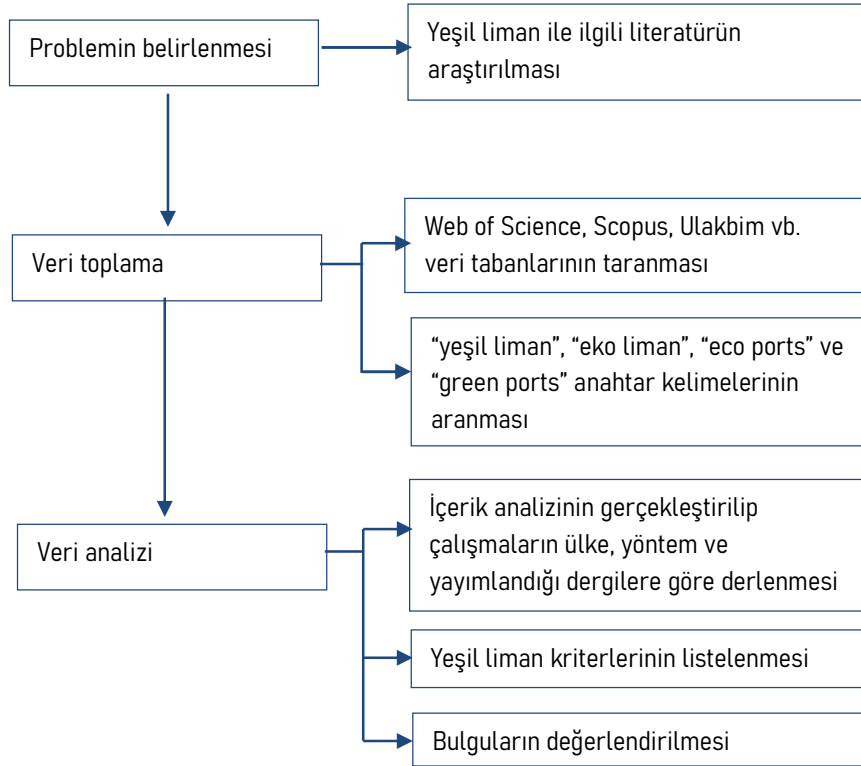 Problemin belirlenmesi
Yeşil liman ile ilgili literatürün
araştırılması
Veri toplama
Web of Science, Scopus, Ulakbim vb.
veri tabanlarının taranması
“yeşil liman”, “eko liman”, “eco ports” ve
“green ports” anahtar kelimelerinin
aranması
Veri analizi
İçerik analizinin gerçekleştirilip
çalışmaların ülke, yöntem ve
yayımlandığı dergilere göre derlenmesi
Yeşil liman kriterlerinin listelenmesi
Bulguların değerlendirilmesi